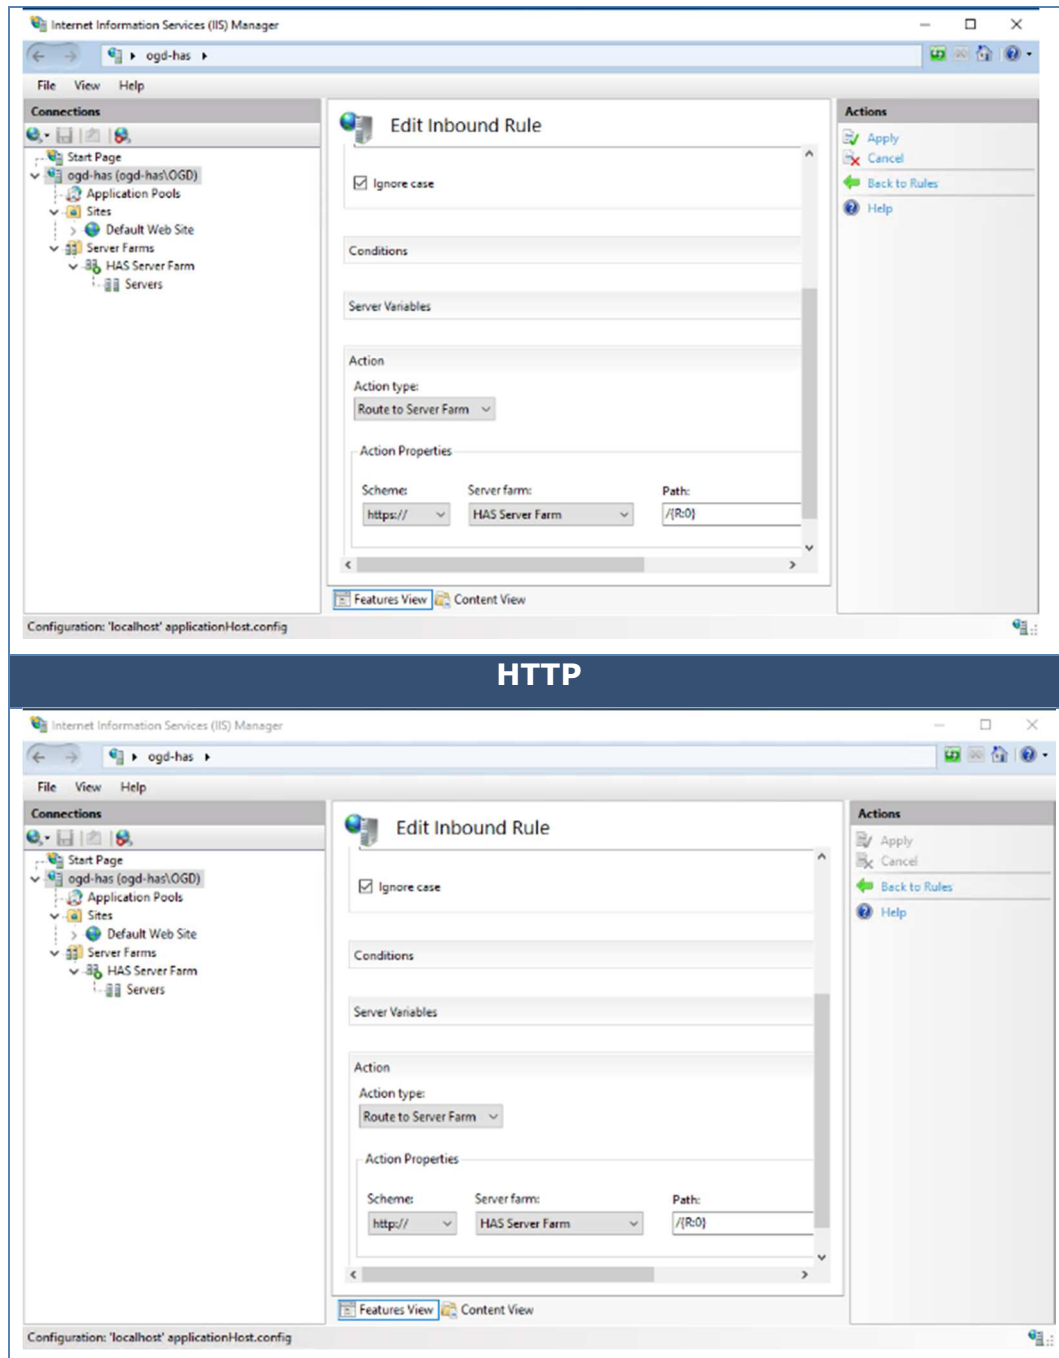 Internet Information Services (IIS) Manager
ogd-has
File View Help
Connections
Start Page
ogd-has (ogd-has\OGD)
Application Pools
Sites
Default Web Site
Server Farms
HAS Server Farm
Servers
Edit Inbound Rule
Ignore case
Conditions
Server Variables
Action
Action type:
Route to Server Farm
Action Properties
Scheme: Server farm: Path:
https:// HAS Server Farm /{R:0}
Features View Content View
Actions
Apply
Cancel
Back to Rules
Help
Configuration: 'localhost' applicationHost.config
HTTP
Internet Information Services (IIS) Manager
ogd-has
File View Help
Connections
Start Page
ogd-has (ogd-has\OGD)
Application Pools
Sites
Default Web Site
Server Farms
HAS Server Farm
Servers
Edit Inbound Rule
Ignore case
Conditions
Server Variables
Action
Action type:
Route to Server Farm
Action Properties
Scheme: Server farm: Path:
http:// HAS Server Farm /{R:0}
Features View Content View
Actions
Apply
Cancel
Back to Rules
Help
Configuration: 'localhost' applicationHost.config